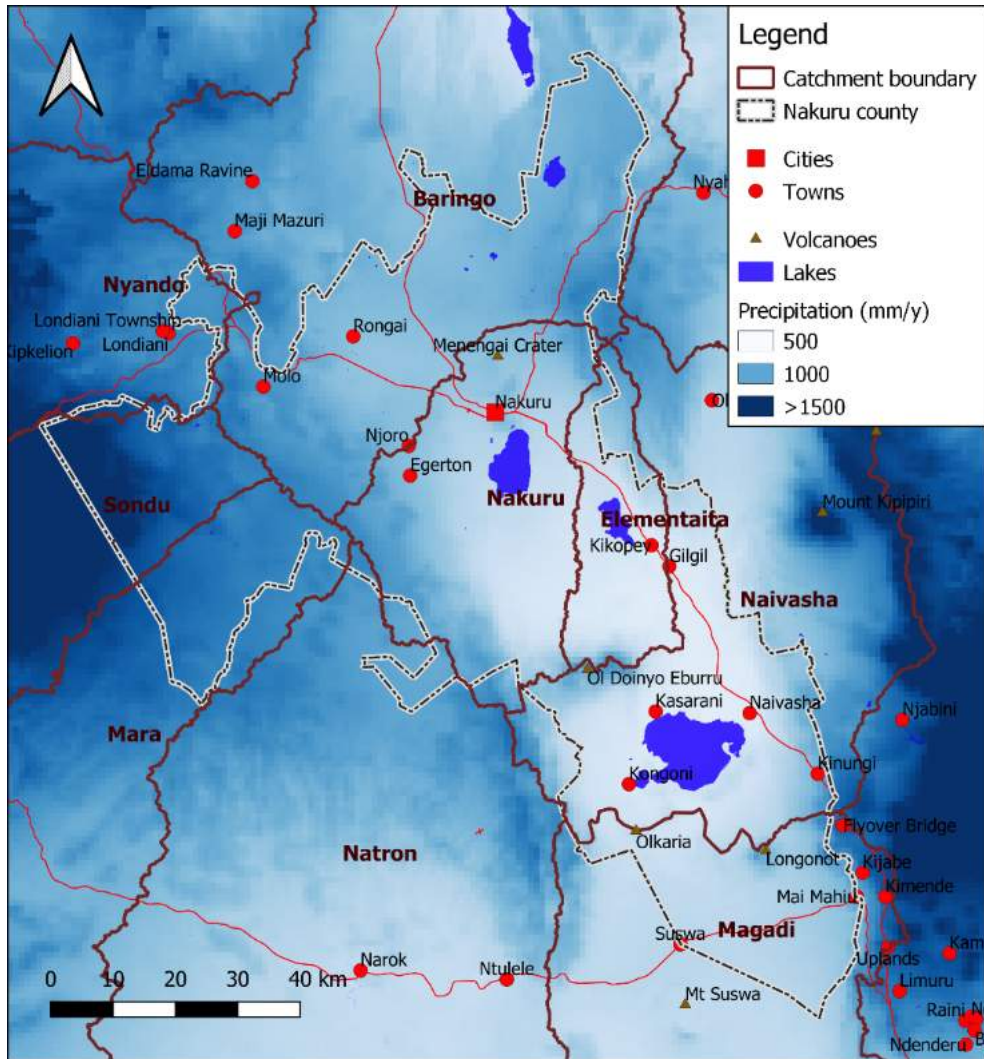 Legend
Catchment boundary
Nakuru county
Cities
Towns
Volcanoes
Lakes
Precipitation (mm/y)
500
1000
>1500
Eldama Ravine
Baringo
Maji Mazuri
Nyando
Londiani Township
Londiani
Kipkelion
Rongai
Menengai Crater
Molo
Nakuru
Njoro
Egerton
Nakuru
Sondu
Elementaita
Kikopey
Gilgil
Mount Kipipiri
Naivasha
Ol Doinyo Eburru
Kasarani
Naivasha
Njabini
Mara
Kongoni
Kinungi
Olkaria
Flyover Bridge
Natron
Longonot
Kijabe
Mai Mahiu
Kimende
Suswa
Magadi
Narok
Ntulele
Uplands
Limuru
Mt Suswa
Raini
Ndenderu
0 10 20 30 40 km